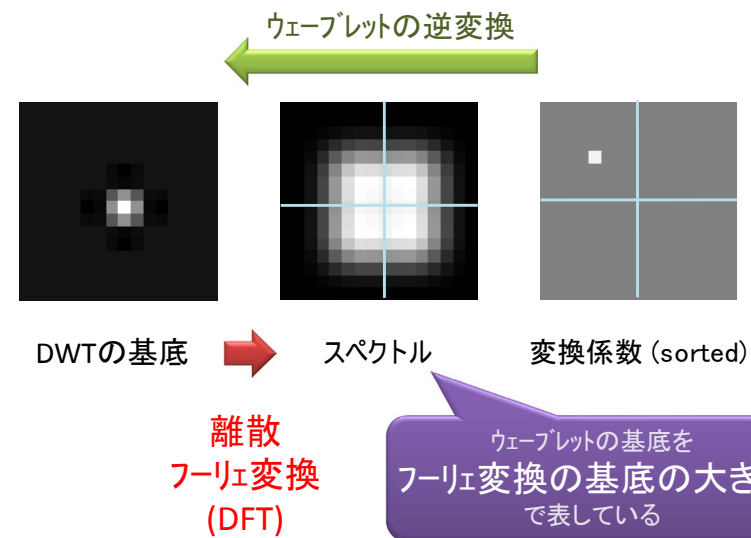 ウェーブレットの逆変換
DWTの基底
スペクトル
変換係数 (sorted)
離散
フーリェ変換
(DFT)
ウェーブレットの基底を
フーリェ変換の基底の大き
で表している